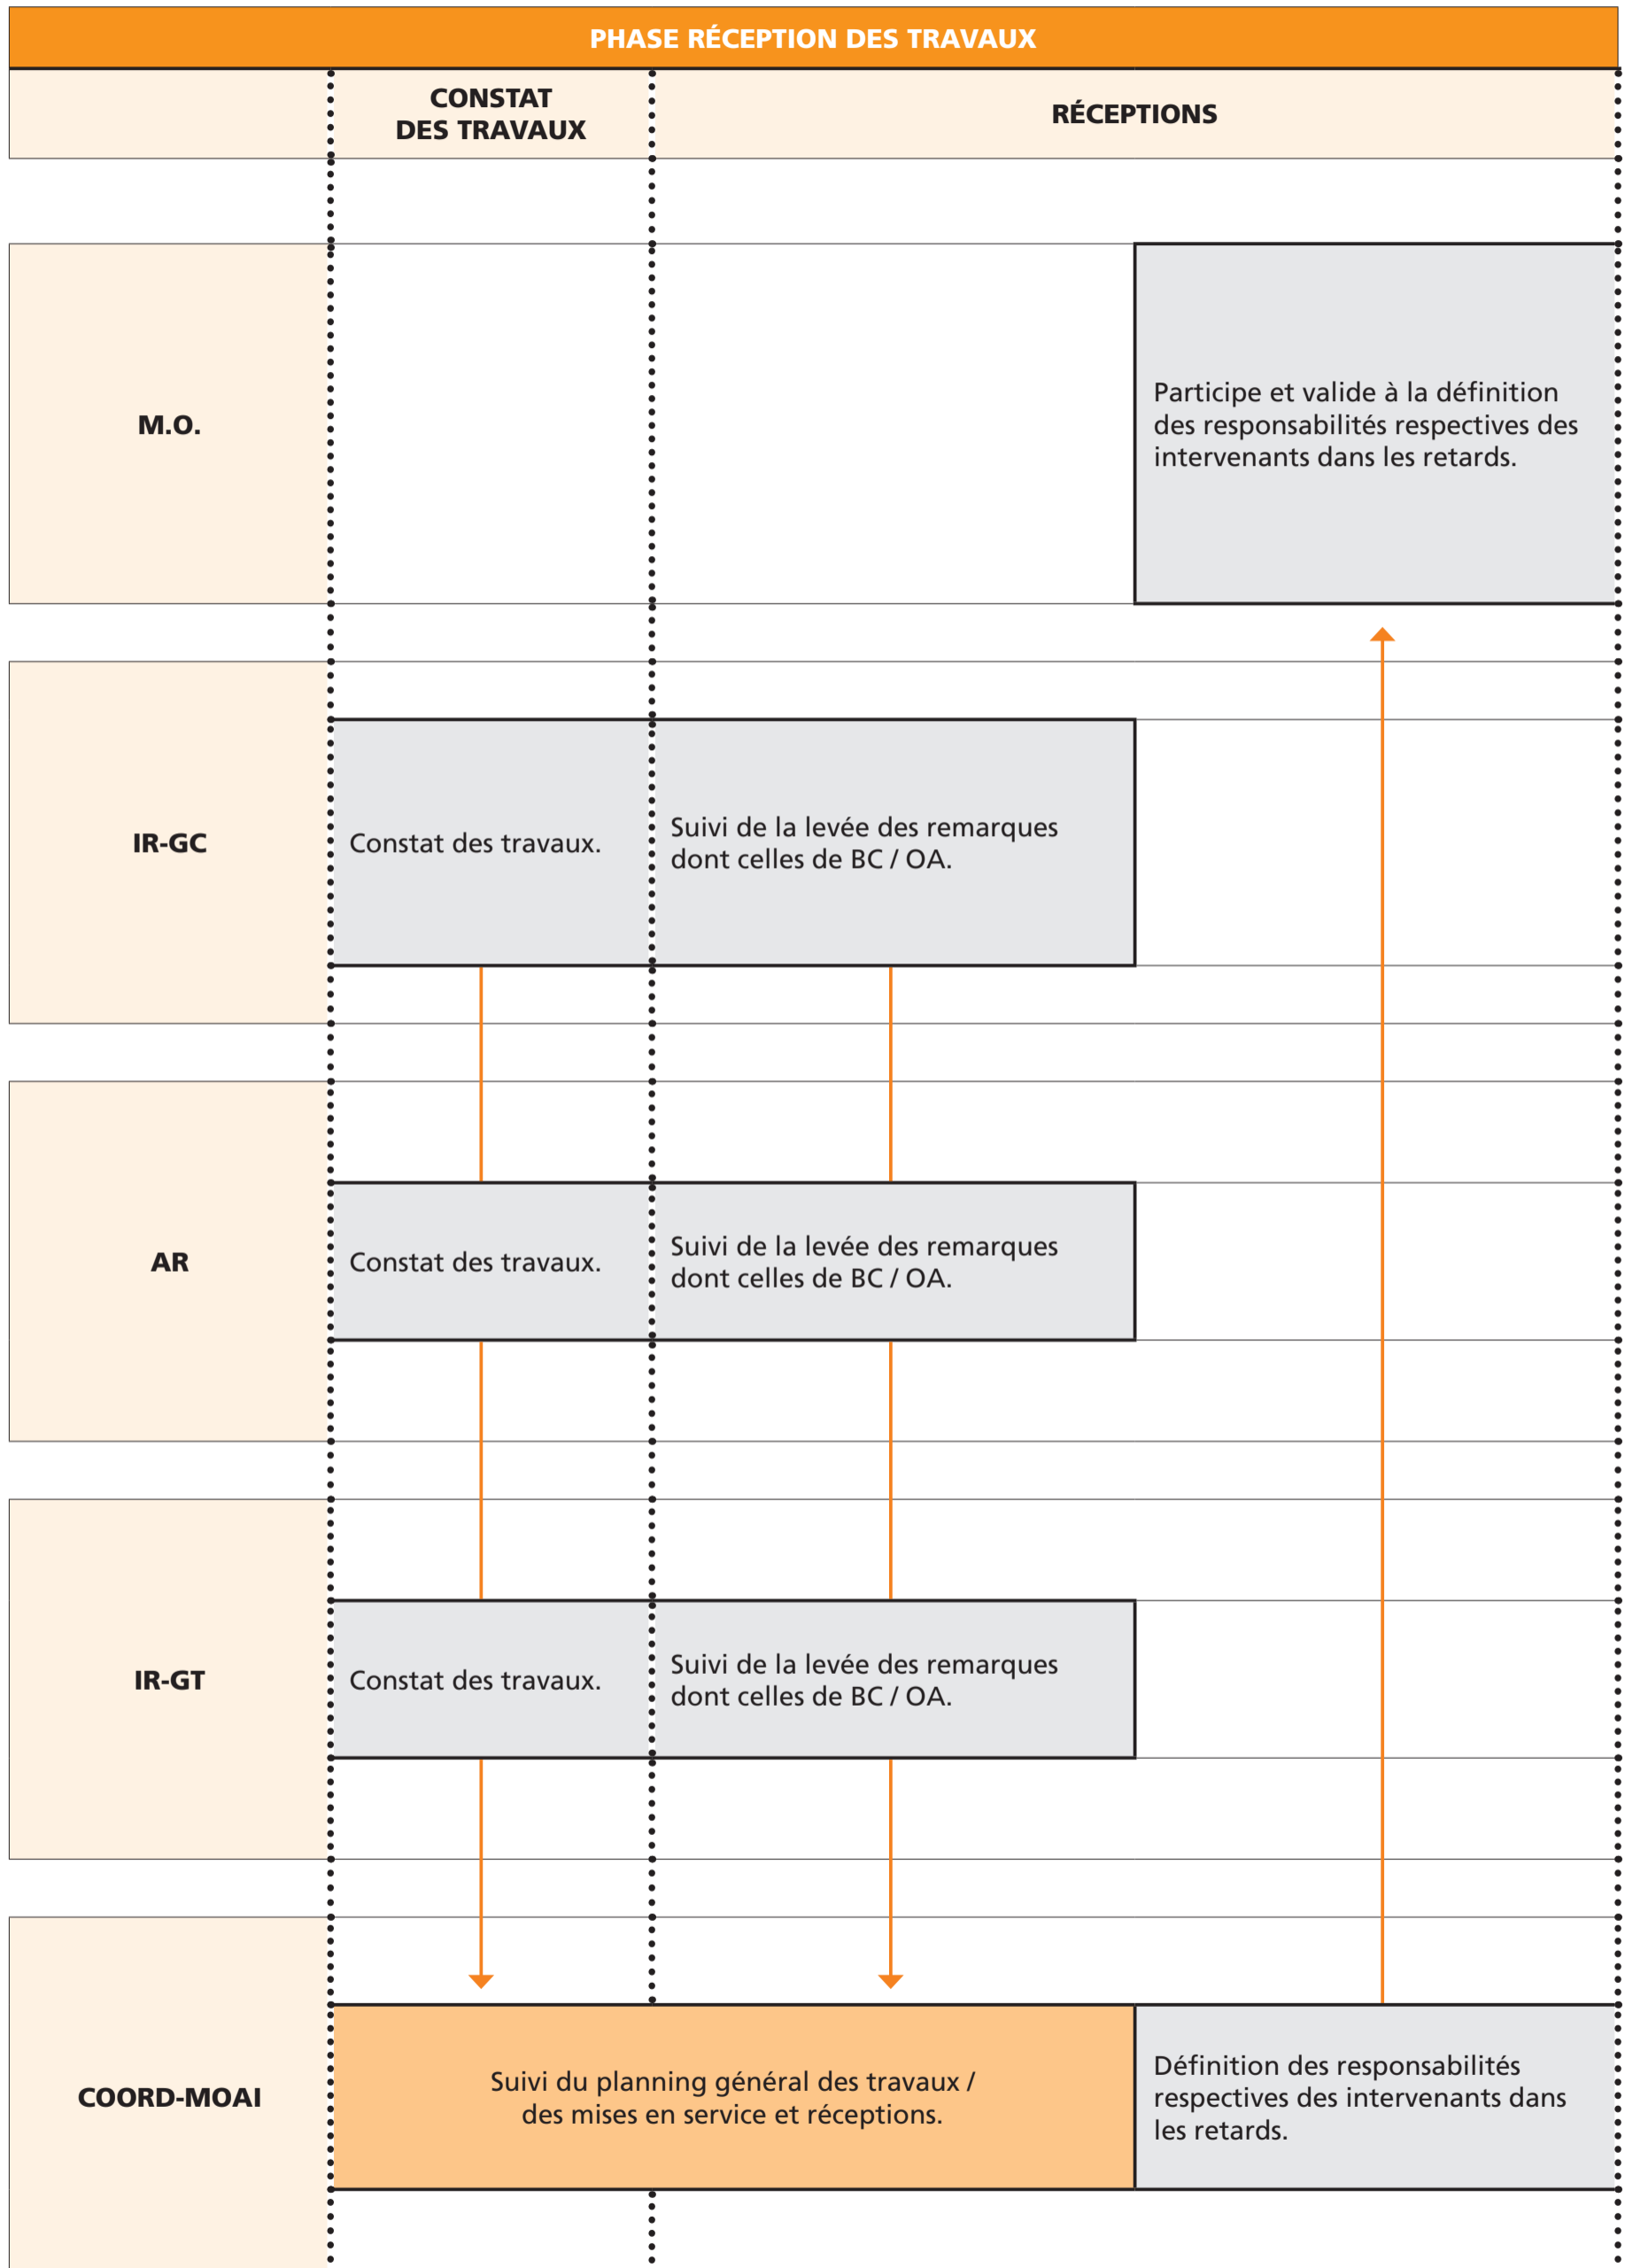 PHASE RÉCEPTION DES TRAVAUX
CONSTAT
DES TRAVAUX
RÉCEPTIONS
M.O.
Participe et valide à la définition
des responsabilités respectives des
intervenants dans les retards.
IR-GC
Constat des travaux.
Suivi de la levée des remarques
dont celles de BC / OA.
AR
Constat des travaux.
Suivi de la levée des remarques
dont celles de BC / OA.
IR-GT
Constat des travaux.
Suivi de la levée des remarques
dont celles de BC / OA.
COORD-MOAI
Suivi du planning général des travaux /
des mises en service et réceptions.
Définition des responsabilités
respectives des intervenants dans
les retards.